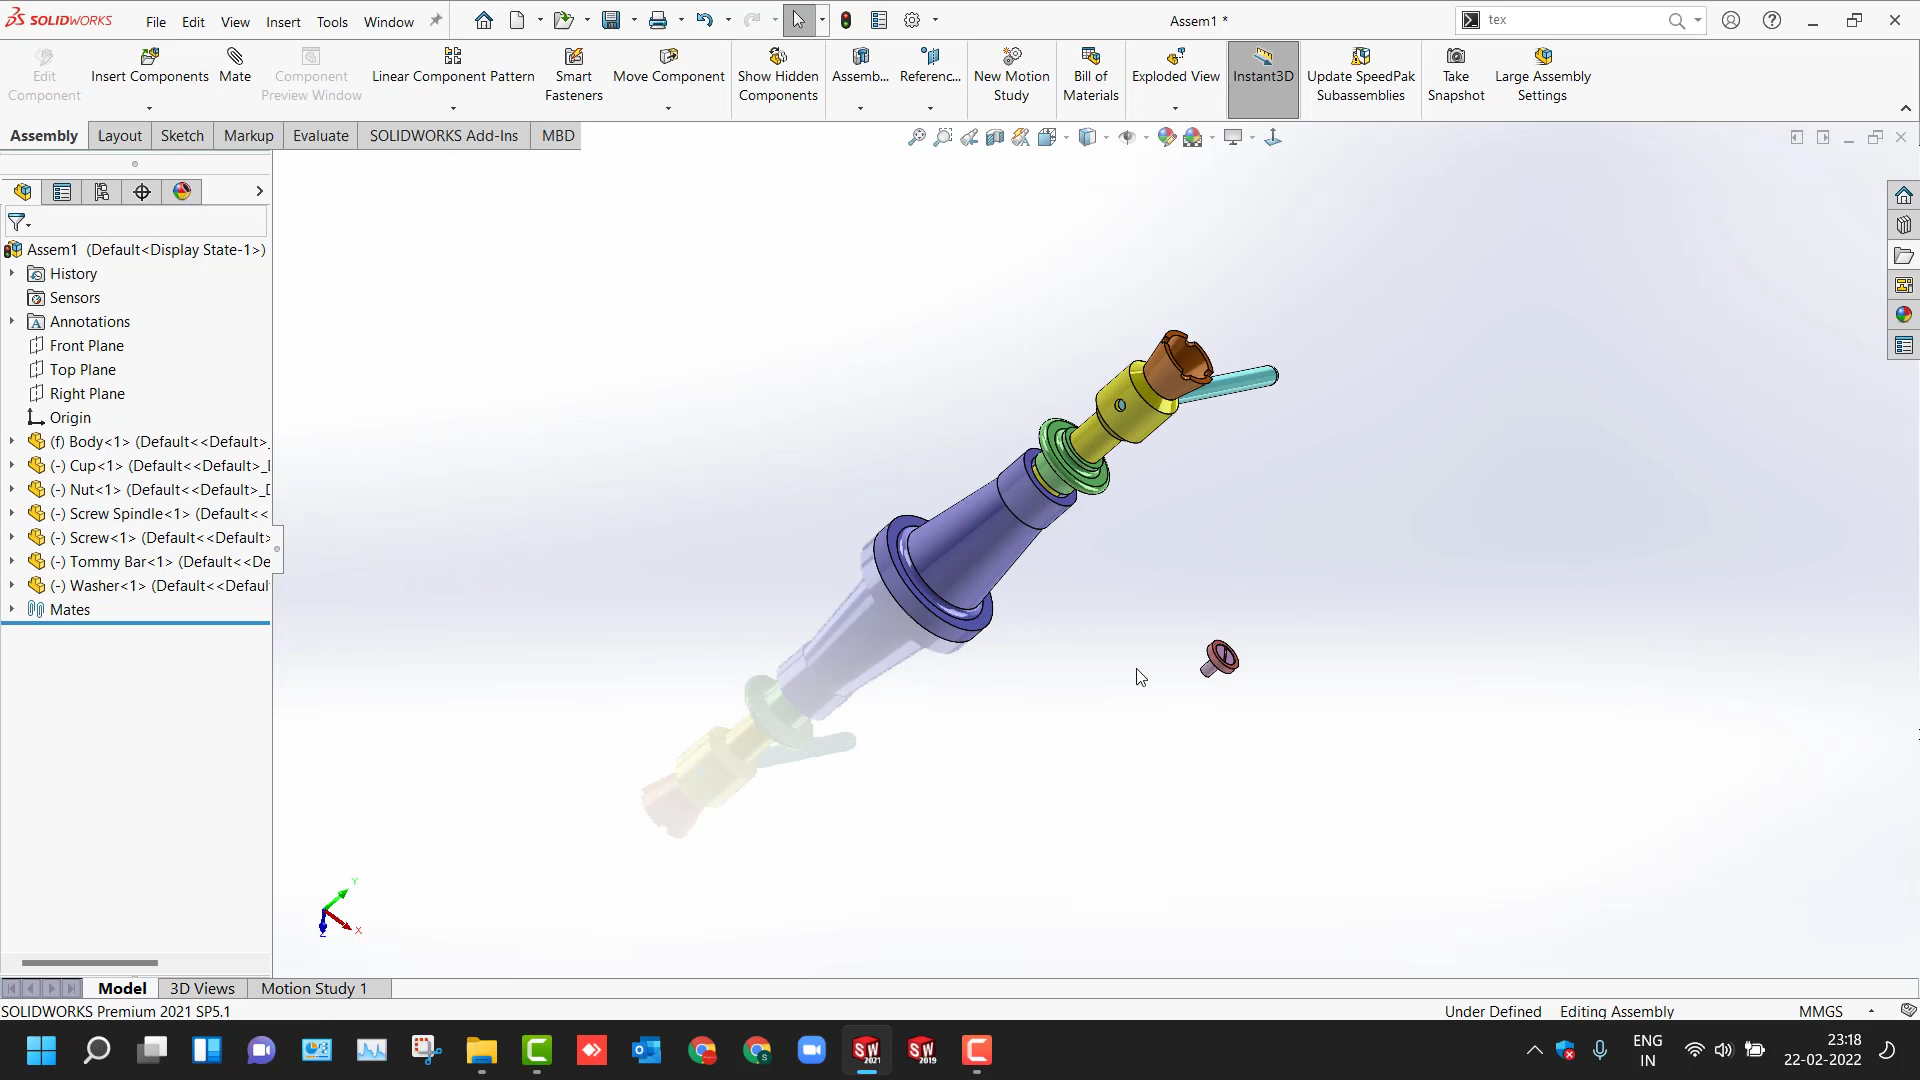 SOLIDWORKS File Edit View Insert Tools Window Assem1 * tex
Edit Component
Insert Components
Mate
Component Preview Window
Linear Component Pattern
Smart Fasteners
Move Component
Show Hidden Components
Assemb...
Referenc...
New Motion Study
Bill of Materials
Exploded View
Instant3D
Update SpeedPak Subassemblies
Take Snapshot
Large Assembly Settings
Assembly Layout Sketch Markup Evaluate SOLIDWORKS Add-Ins MBD
Assem1 (Default<Display State-1>)
History
Sensors
Annotations
Front Plane
Top Plane
Right Plane
Origin
(f) Body<1> (Default<<Default>_
(-) Cup<1> (Default<<Default>_
(-) Nut<1> (Default<<Default>_
(-) Screw Spindle<1> (Default<<
(-) Screw<1> (Default<<Default>
(-) Tommy Bar<1> (Default<<De
(-) Washer<1> (Default<<Defaul
Mates
Y
X
Z
Model 3D Views Motion Study 1
SOLIDWORKS Premium 2021 SP5.1 Under Defined Editing Assembly MMGS
SW 2021
SW 2019
ENG
IN
23:18
22-02-2022